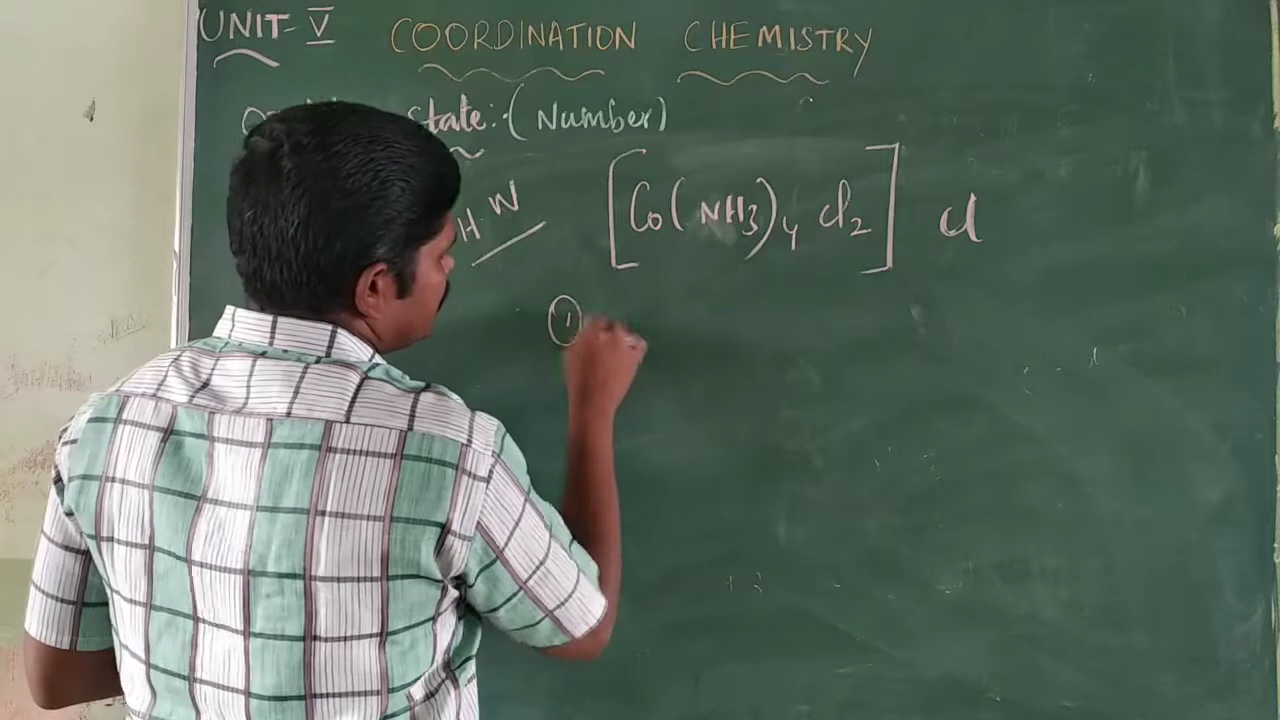 UNIT-V COORDINATION CHEMISTRY
state:- (Number)
H.W [Co(NH3)4 Cl2] Cl
1